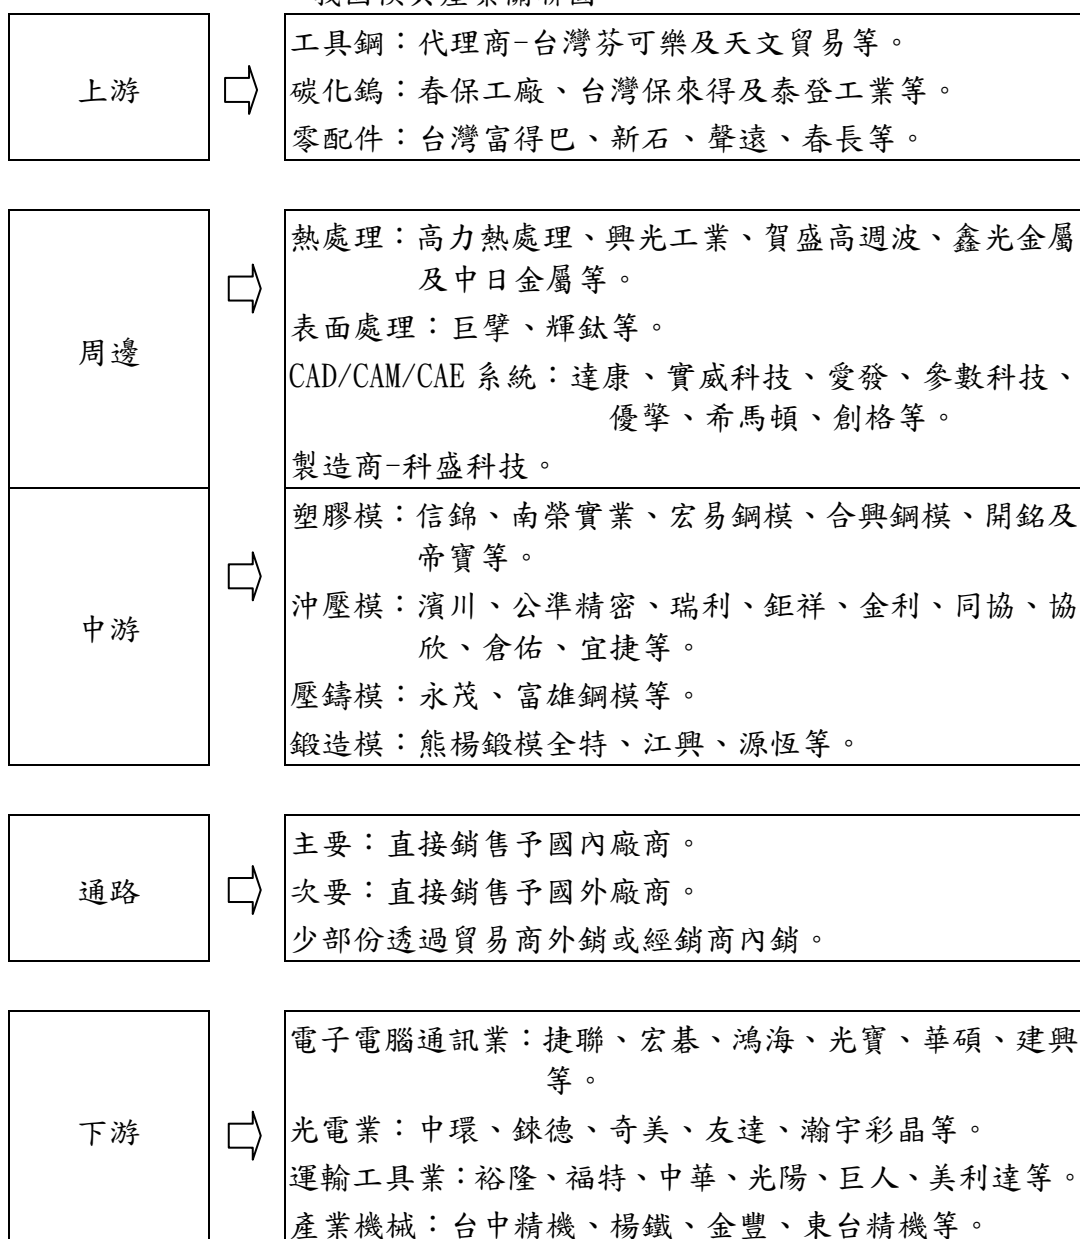 我國模具產業關聯圖
上游
工具鋼：代理商-台灣芬可樂及天文貿易等。
碳化鎢：春保工廠、台灣保來得及泰登工業等。
零配件：台灣富得巴、新石、聲遠、春長等。
周邊
熱處理：高力熱處理、興光工業、賀盛高週波、鑫光金屬
及中日金屬等。
表面處理：巨擘、輝鈦等。
CAD/CAM/CAE 系統：達康、實威科技、愛發、參數科技、
優擎、希馬頓、創格等。
製造商-科盛科技。
中游
塑膠模：信錦、南榮實業、宏易鋼模、合興鋼模、開銘及
帝寶等。
沖壓模：濱川、公準精密、瑞利、鉅祥、金利、同協、協
欣、倉佑、宜捷等。
壓鑄模：永茂、富雄鋼模等。
鍛造模：熊楊鍛模全特、江興、源恆等。
通路
主要：直接銷售予國內廠商。
次要：直接銷售予國外廠商。
少部份透過貿易商外銷或經銷商內銷。
下游
電子電腦通訊業：捷聯、宏碁、鴻海、光寶、華碩、建興
等。
光電業：中環、錸德、奇美、友達、瀚宇彩晶等。
運輸工具業：裕隆、福特、中華、光陽、巨人、美利達等。
產業機械：台中精機、楊鐵、金豐、東台精機等。